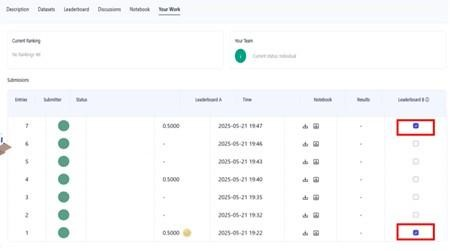 Description Datasets Leaderboard Discussions Notebook Your Work
Current Ranking Your Team
No Rankings Yet Current status: Individual
Submissions
Entries Submitter Status Leaderboard A Time Notebook Results Leaderboard B
7 0.5000 2025-05-21 19:47 -
6 - 2025-05-21 19:46 -
5 - 2025-05-21 19:43 -
4 0.5000 2025-05-21 19:40 -
3 - 2025-05-21 19:35 -
2 - 2025-05-21 19:32 -
1 0.5000 2025-05-21 19:22 -